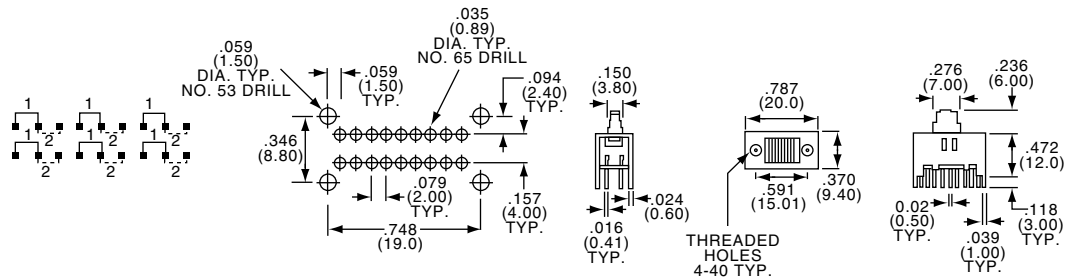 1 1 1
2 2 2
1 1 1
2 2 2
.059
(1.50)
DIA. TYP.
NO. 53 DRILL
.059
(1.50)
TYP.
.035
(0.89)
DIA. TYP.
NO. 65 DRILL
.094
(2.40)
TYP.
.346
(8.80)
.079
(2.00)
TYP.
.157
(4.00)
TYP.
.748
(19.0)
.150
(3.80)
.024
(0.60)
.016
(0.41)
TYP.
.787
(20.0)
.591
(15.01)
.370
(9.40)
THREADED
HOLES
4-40 TYP.
.276
(7.00)
.236
(6.00)
.472
(12.0)
0.02
(0.50)
TYP.
.039
(1.00)
TYP.
.118
(3.00)
TYP.